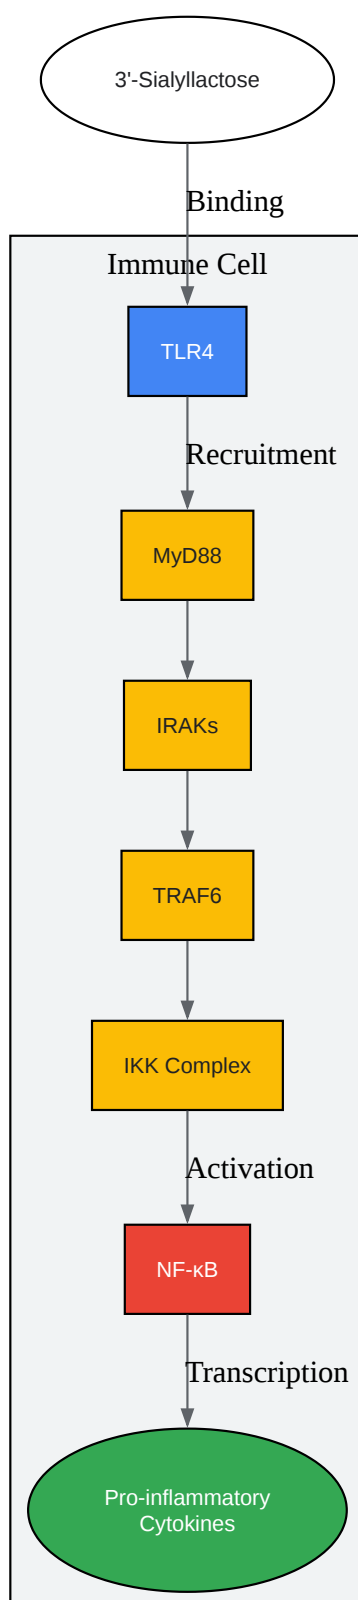 3'-Sialyllactose
Binding
Immune Cell
TLR4
Recruitment
MyD88
IRAKs
TRAF6
IKK Complex
Activation
NF-κB
Transcription
Pro-inflammatory
Cytokines